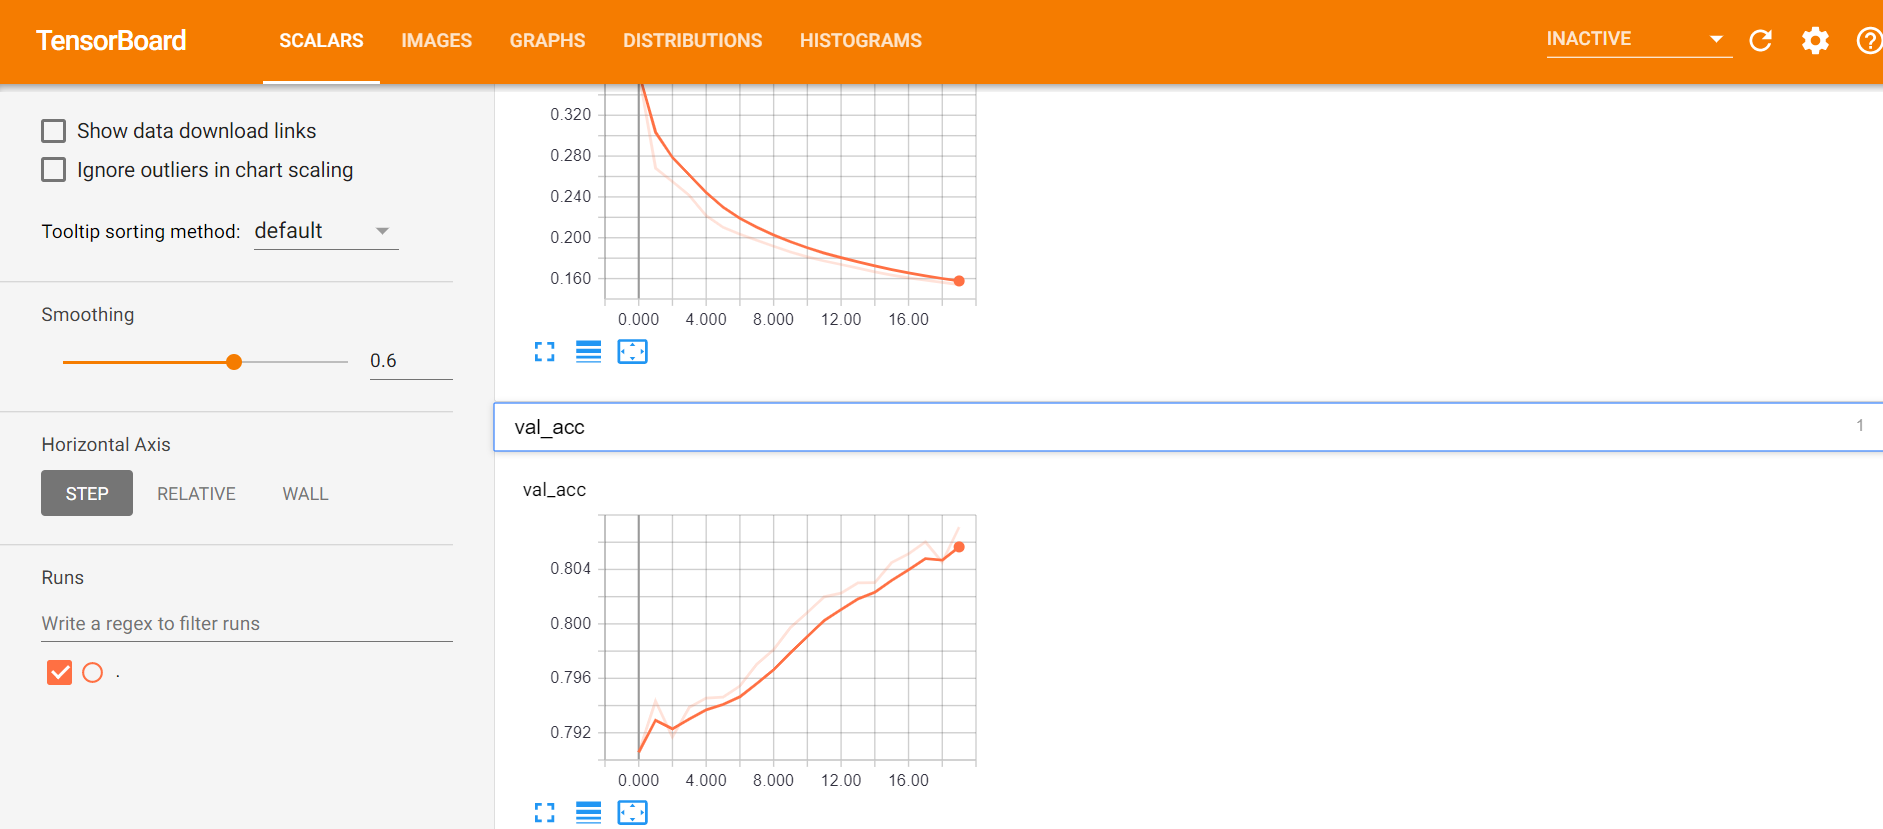 TensorBoard SCALARS IMAGES GRAPHS DISTRIBUTIONS HISTOGRAMS INACTIVE
Show data download links
Ignore outliers in chart scaling
Tooltip sorting method: default
Smoothing
0.6
Horizontal Axis
STEP RELATIVE WALL
Runs
Write a regex to filter runs
.
0.320
0.280
0.240
0.200
0.160
0.000 4.000 8.000 12.00 16.00
val_acc 1
val_acc
0.804
0.800
0.796
0.792
0.000 4.000 8.000 12.00 16.00